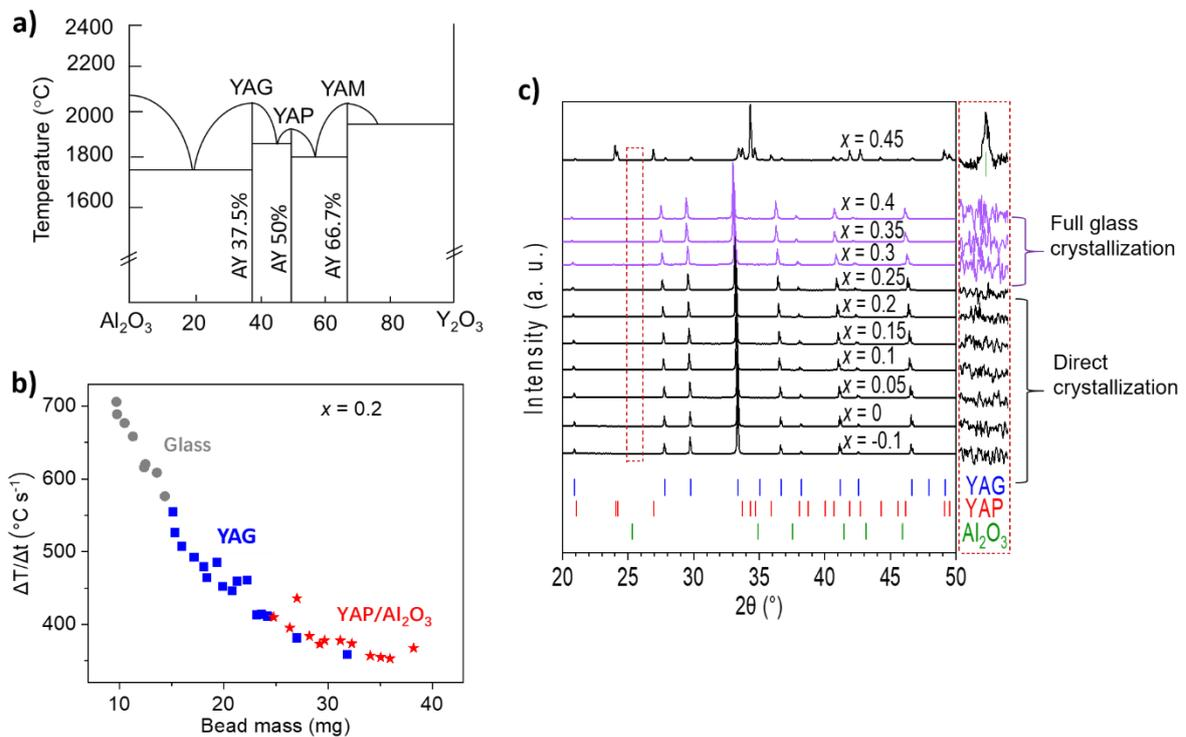 a)
Temperature (°C)
2400
2200
2000
1800
1600
YAG
YAP
YAM
AY 37.5%
AY 50%
AY 66.7%
Al₂O₃
20
40
60
80
Y₂O₃
b)
ΔT/Δt (°C s⁻¹)
700
600
500
400
x = 0.2
Glass
YAG
YAP/Al₂O₃
10
20
30
40
Bead mass (mg)
c)
Intensity (a. u.)
x = 0.45
x = 0.4
x = 0.35
x = 0.3
x = 0.25
x = 0.2
x = 0.15
x = 0.1
x = 0.05
x = 0
x = -0.1
YAG
YAP
Al₂O₃
20
25
30
35
40
45
50
2θ (°)
Full glass
crystallization
Direct
crystallization